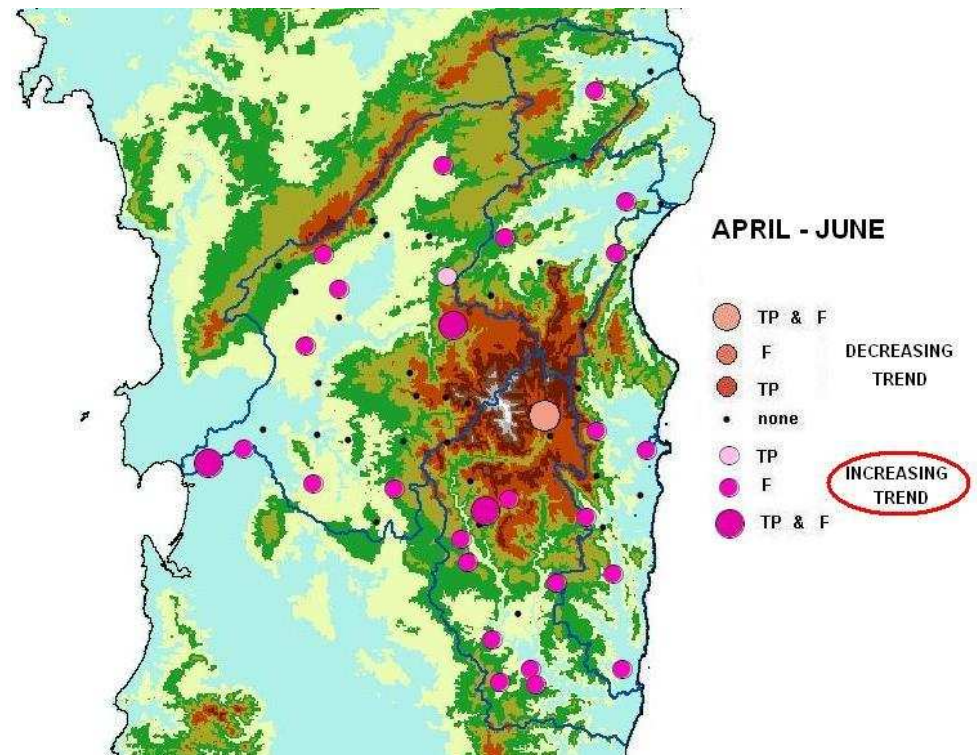 APRIL - JUNE
TP & F
F
TP
DECREASING
TREND
none
TP
F
TP & F
INCREASING
TREND